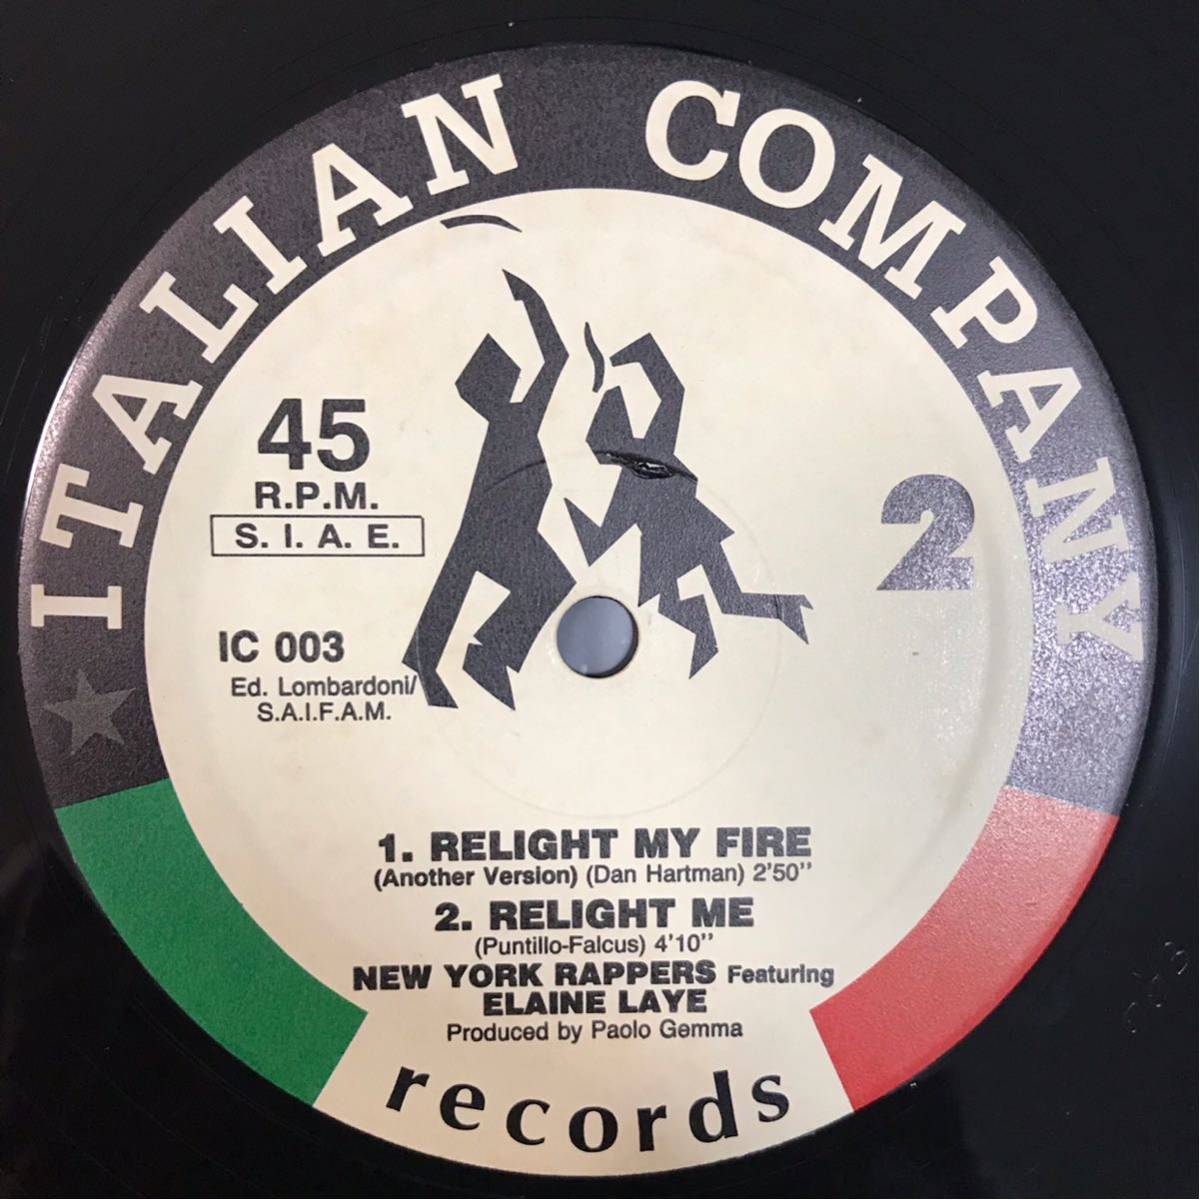 ITALIAN COMPANY
45
R.P.M.
S. I. A. E.
2
IC 003
Ed. Lombardoni/
S.A.I.F.A.M.
1. RELIGHT MY FIRE
(Another Version) (Dan Hartman) 2'50"
2. RELIGHT ME
(Puntillo-Falcus) 4'10"
NEW YORK RAPPERS Featuring
ELAINE LAYE
Produced by Paolo Gemma
records